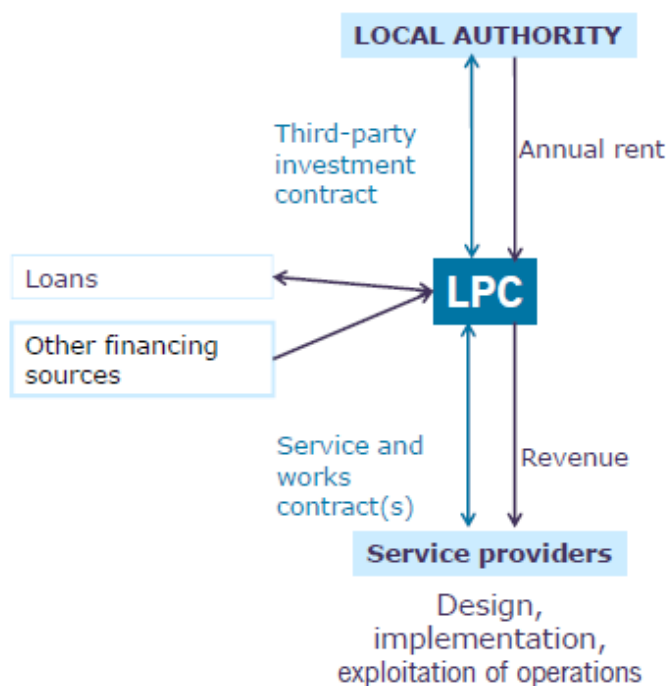 LOCAL AUTHORITY
Third-party
investment
contract
Annual rent
Loans
LPC
Other financing
sources
Service and
works
contract(s)
Revenue
Service providers
Design,
implementation,
exploitation of operations